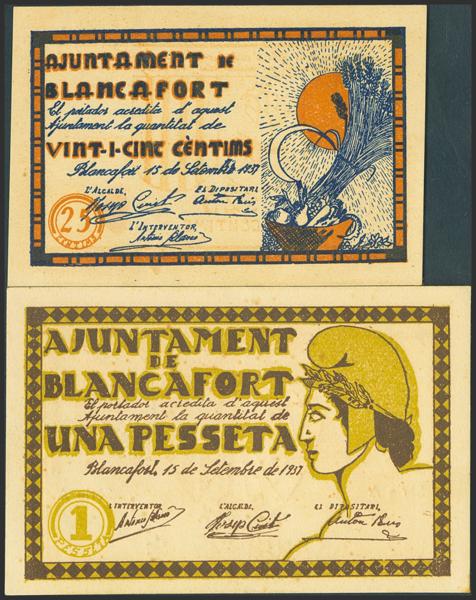 AJUNTAMENT DE
BLANCAFORT
El portador acredita d'aquest
Ajuntament la quantitat de
VINT-I-CINC CÈNTIMS
Blancafort 15 de Setembre 1937
L'ALCALDE,
EL DIPOSITARI
L'INTERVENTOR
25
CENTIMS
AJUNTAMENT
DE
BLANCAFORT
El portador acredita d'aquest
Ajuntament la quantitat de
UNA PESSETA
Blancafort, 15 de Setembre de 1937
L'INTERVENTOR
L'ALCALDE,
EL DIPOSITARI,
1
PESSETA